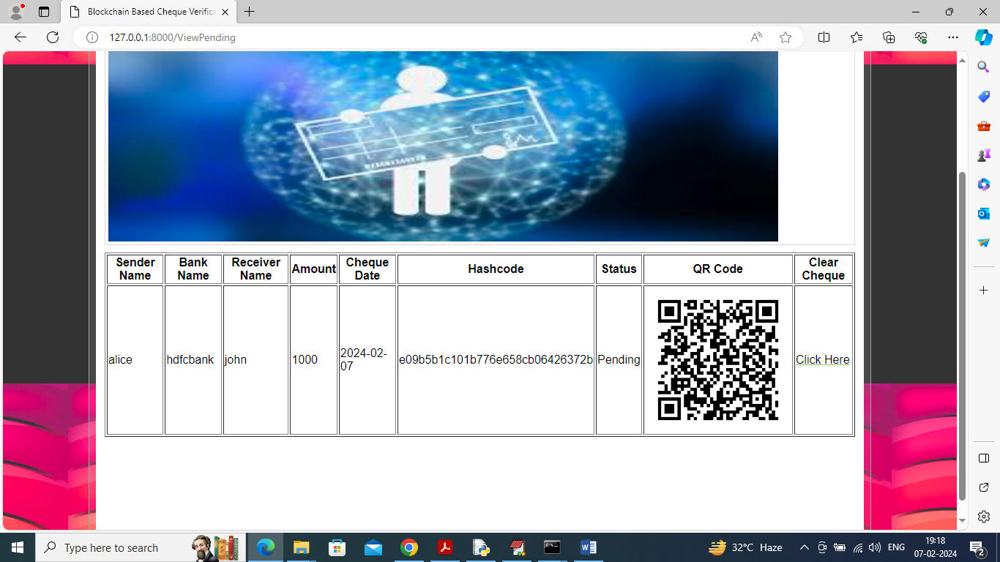 Blockchain Based Cheque Verifica
127.0.0.1:8000/ViewPending
Sender Name
Bank Name
Receiver Name
Amount
Cheque Date
Hashcode
Status
QR Code
Clear Cheque
alice
hdfcbank
john
1000
2024-02-07
e09b5b1c101b776e658cb06426372b
Pending
Click Here
Type here to search
32°C Haze
ENG
19:18
07-02-2024
2